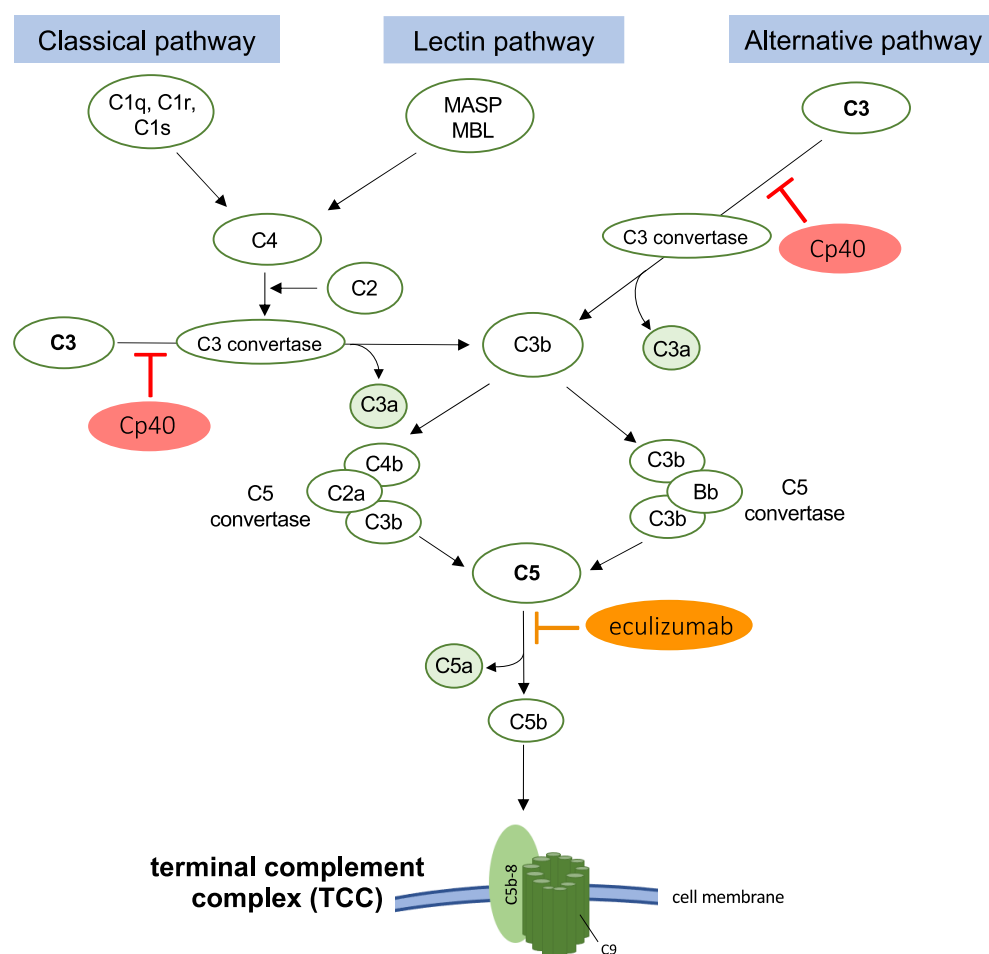 Classical pathway
Lectin pathway
Alternative pathway
C1q, C1r,
C1s
MASP
MBL
C3
C4
C3 convertase
Cp40
C2
C3
C3 convertase
C3b
C3a
C3a
Cp40
C4b
C2a
C3b
C5
convertase
C3b
Bb
C3b
C5
convertase
C5
eculizumab
C5a
C5b
terminal complement
complex (TCC)
C5b-8
cell membrane
C9